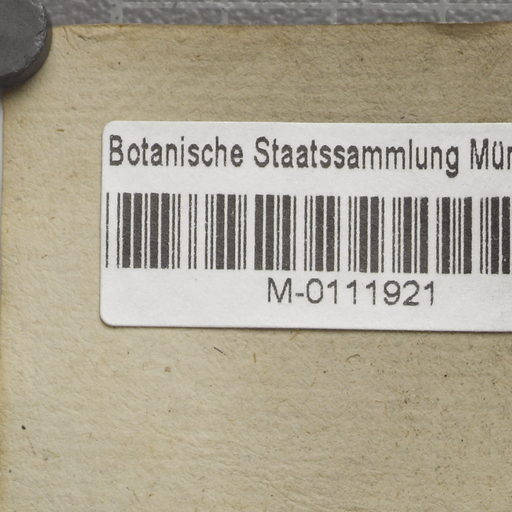 Botanische Staatssammlung Mün
M-0111921